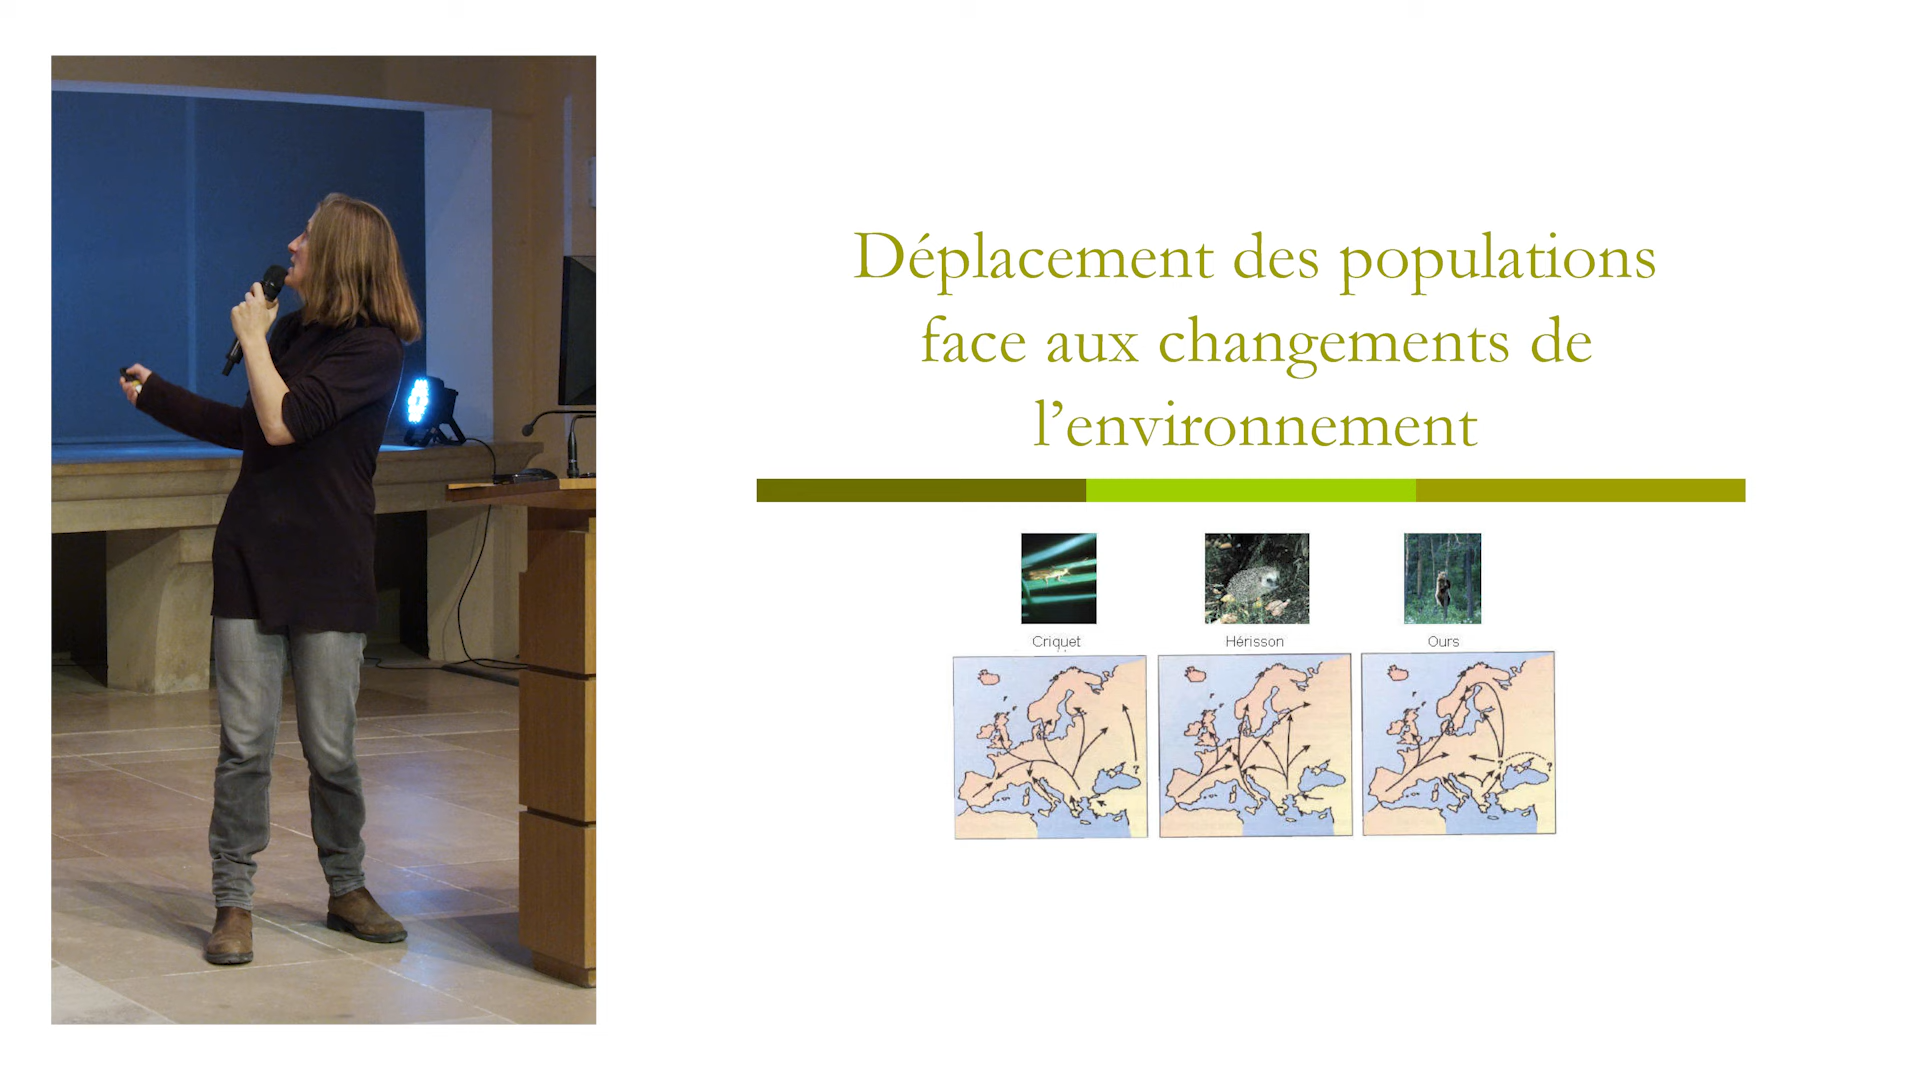 Déplacement des populations
face aux changements de
l’environnement
Criquet
Hérisson
Ours
?
?
?